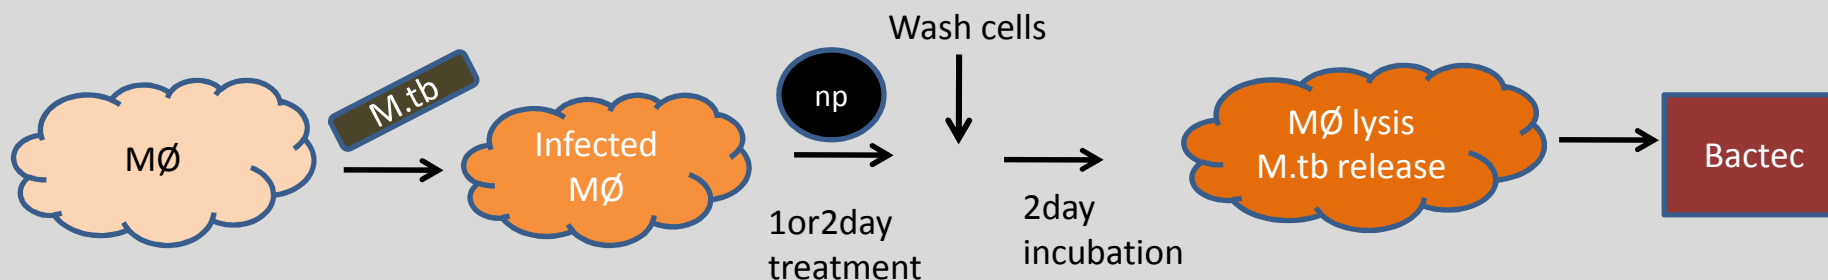 MØ
M.tb
Infected
MØ
np
1or2day
treatment
Wash cells
2day
incubation
MØ lysis
M.tb release
Bactec